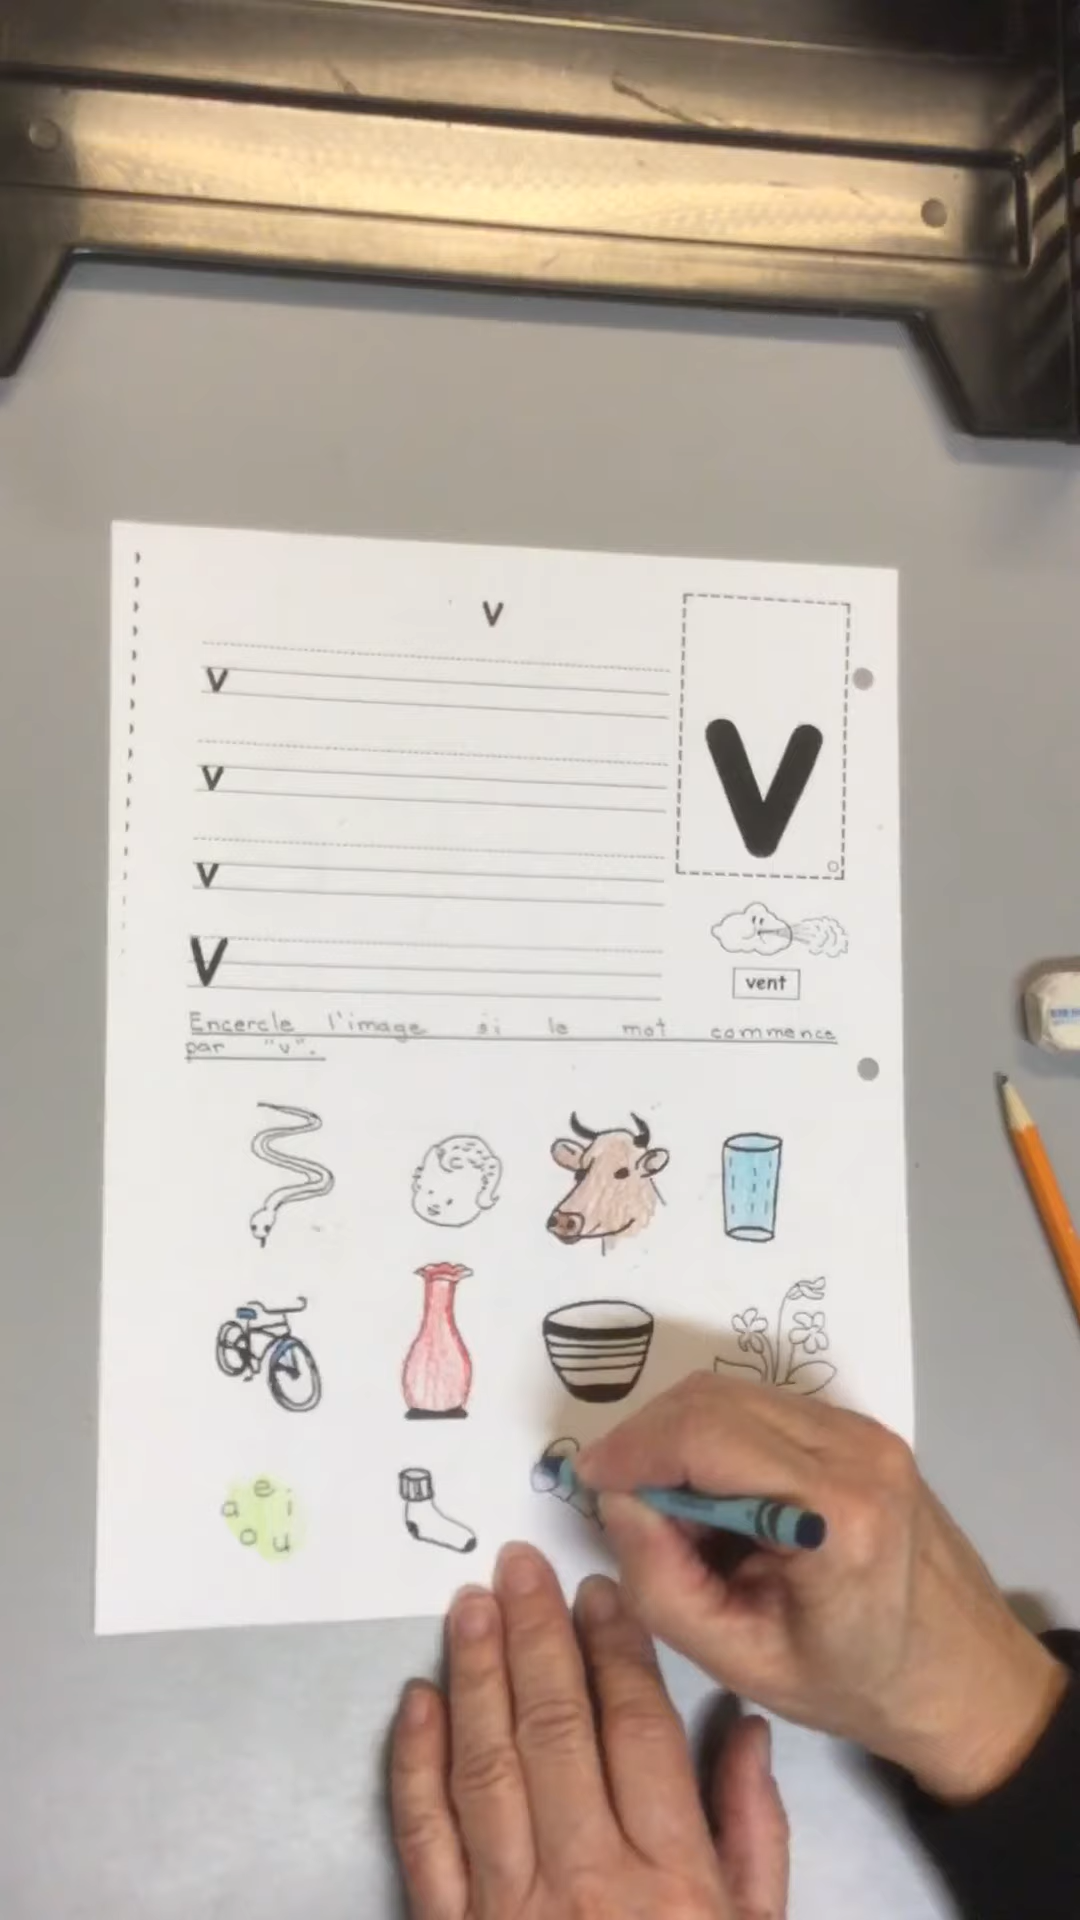 v
v
v
v
V
v
vent
Encercle l'image si le mot commence
par "v".
e
a i
o u